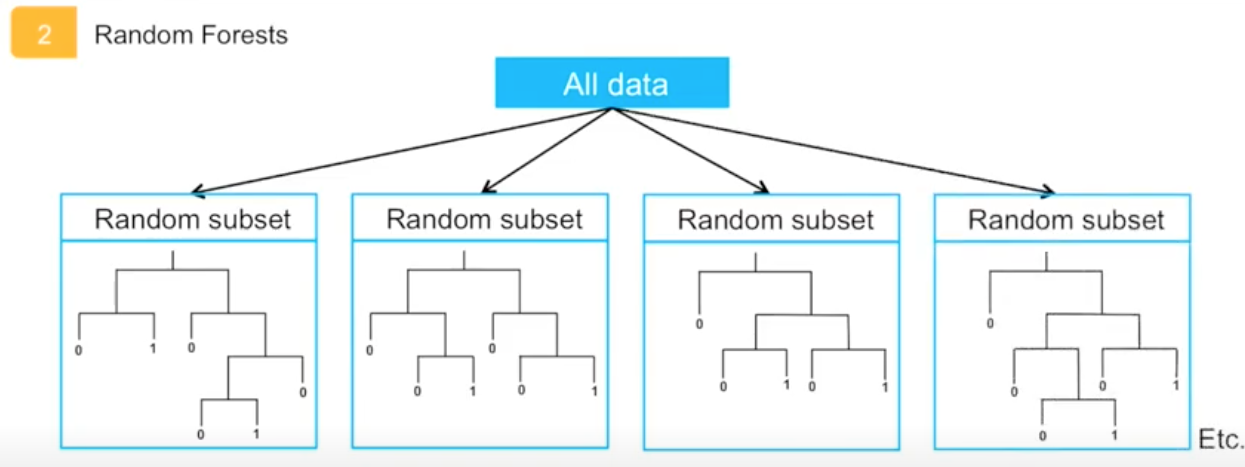 2 Random Forests
All data
Random subset Random subset Random subset Random subset
0 1 0 0 0 1
0 0 1 0 0 1
0 0 1 0 1
0 0 0 1 0 1
Etc.